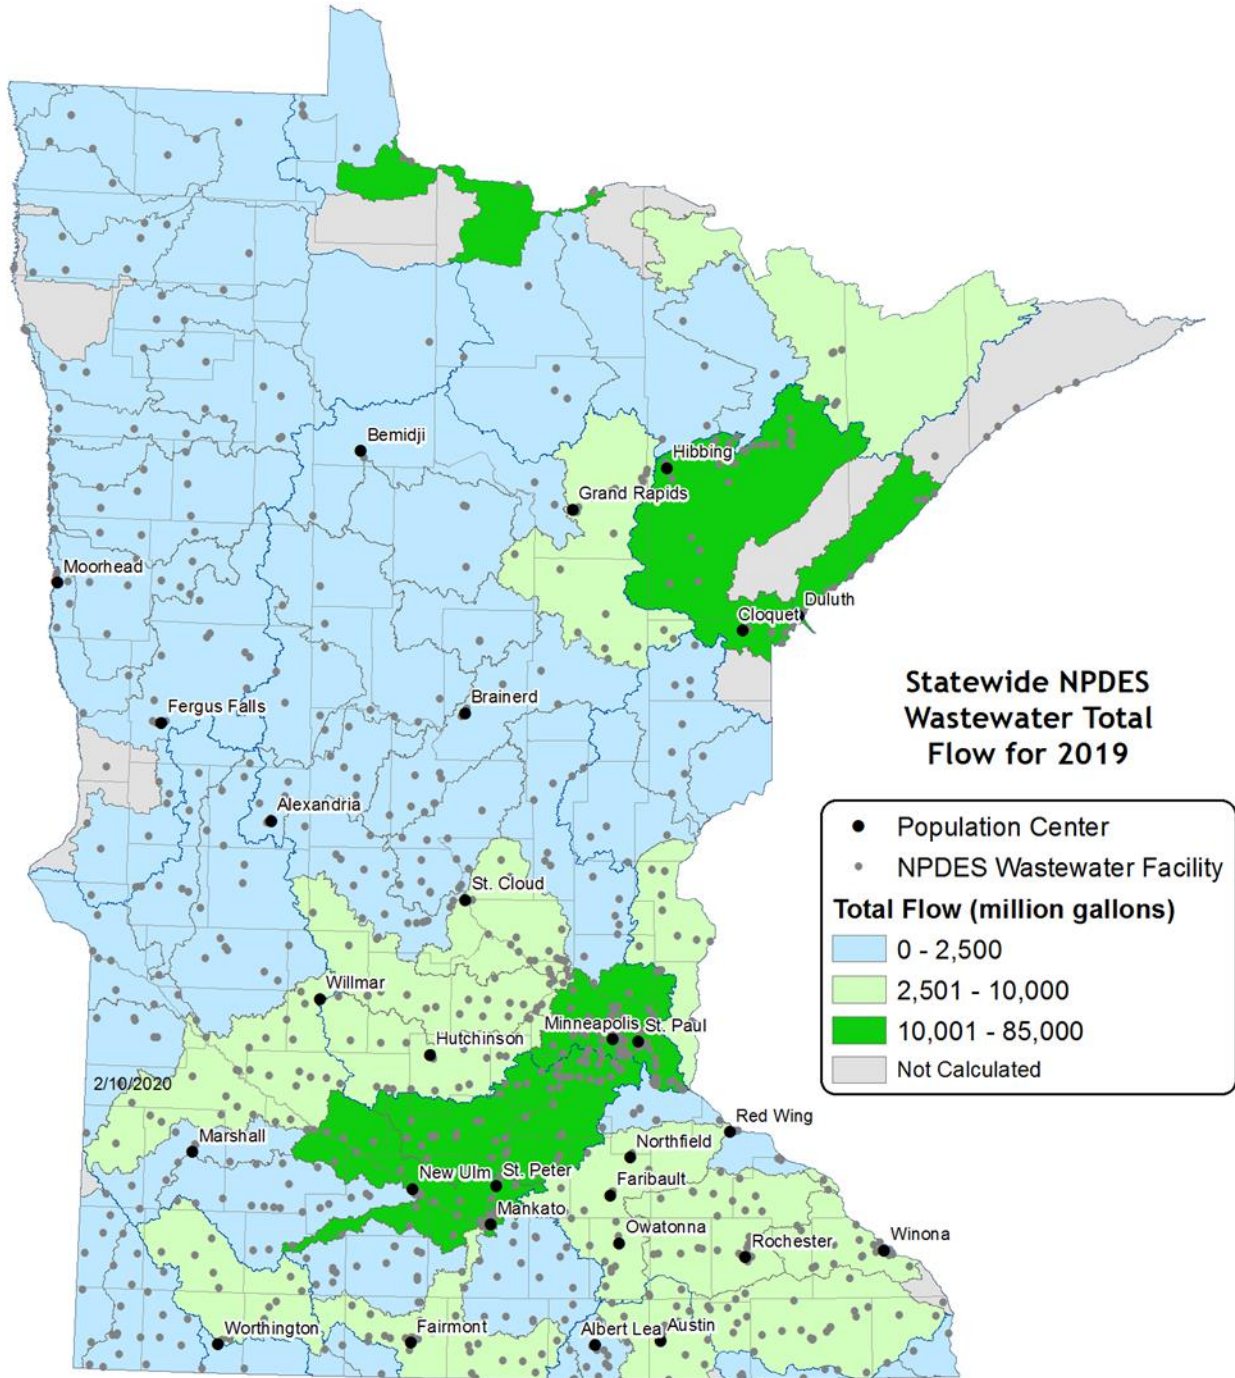 Bemidji
Hibbing
Grand Rapids
Moorhead
Duluth
Cloquet
Statewide NPDES
Wastewater Total
Flow for 2019
Fergus Falls
Brainerd
Alexandria
Population Center
NPDES Wastewater Facility
Total Flow (million gallons)
0 - 2,500
2,501 - 10,000
10,001 - 85,000
Not Calculated
St. Cloud
Willmar
Minneapolis
St. Paul
Hutchinson
2/10/2020
Red Wing
Marshall
Northfield
New Ulm
St. Peter
Faribault
Mankato
Owatonna
Rochester
Winona
Worthington
Fairmont
Albert Lea
Austin